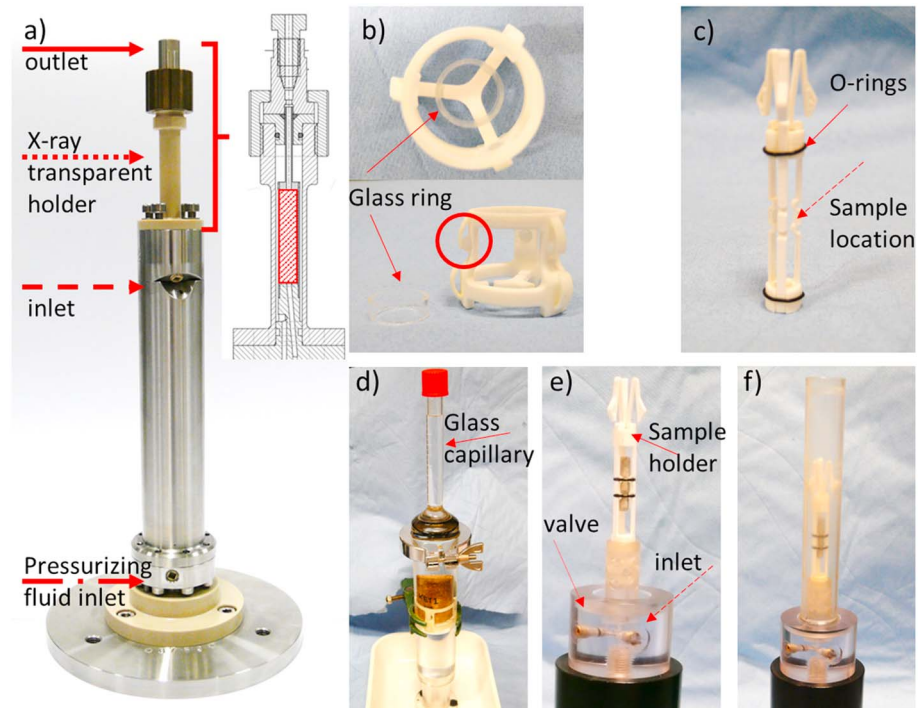 a)
outlet
X-ray
transparent
holder
inlet
Pressurizing
fluid inlet
b)
Glass ring
c)
O-rings
Sample
location
d)
Glass
capillary
e)
Sample
holder
valve
inlet
f)